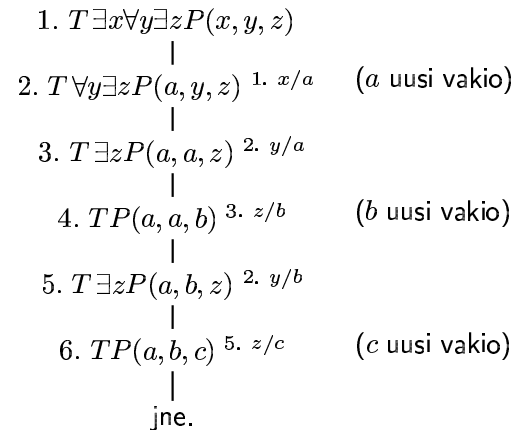 1. T ∃x∀y∃zP(x, y, z)
2. T ∀y∃zP(a, y, z) 1. x/a (a uusi vakio)
3. T ∃zP(a, a, z) 2. y/a
4. TP(a, a, b) 3. z/b (b uusi vakio)
5. T ∃zP(a, b, z) 2. y/b
6. TP(a, b, c) 5. z/c (c uusi vakio)
jne.